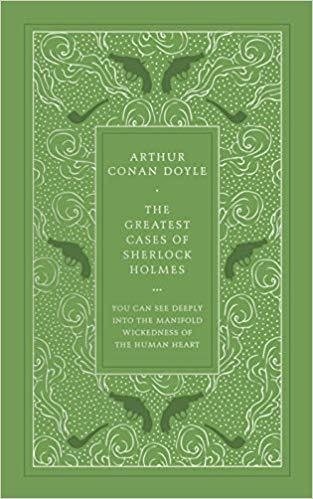 ARTHUR
CONAN DOYLE
THE
GREATEST
CASES OF
SHERLOCK
HOLMES
YOU CAN SEE DEEPLY
INTO THE MANIFOLD
WICKEDNESS OF
THE HUMAN HEART